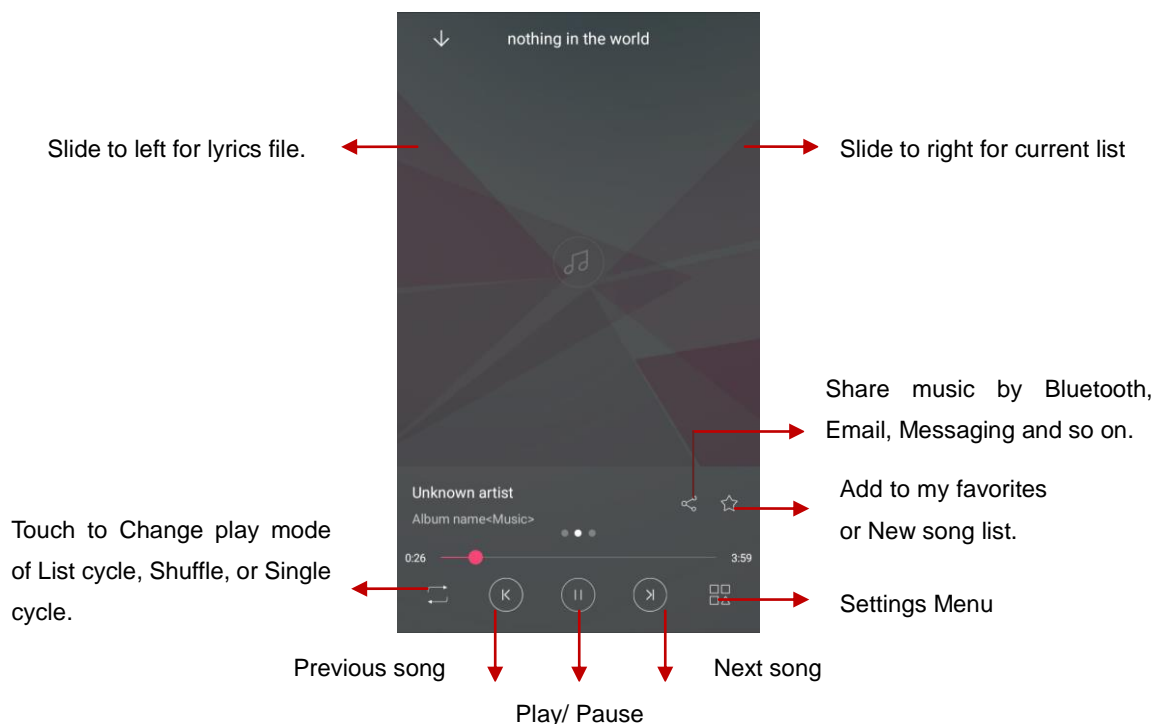 nothing in the world
Slide to left for lyrics file.
Slide to right for current list
Share music by Bluetooth,
Email, Messaging and so on.
Unknown artist
Album name<Music>
Add to my favorites
or New song list.
Touch to Change play mode
of List cycle, Shuffle, or Single
cycle.
0:26
3:59
Settings Menu
Previous song
Next song
Play/ Pause